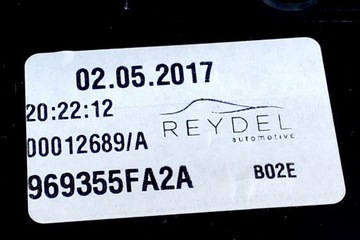 02.05.2017
20:22:12
00012689/A
REYDEL
automotive
969355FA2A
B02E